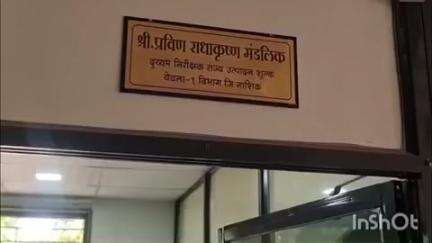 श्री.प्रविण राधाकृष्ण मंडलिक
दुय्यम निरीक्षक राज्य उत्पादन शुल्क
येवला-१ विभाग जि नाशिक
InShOt